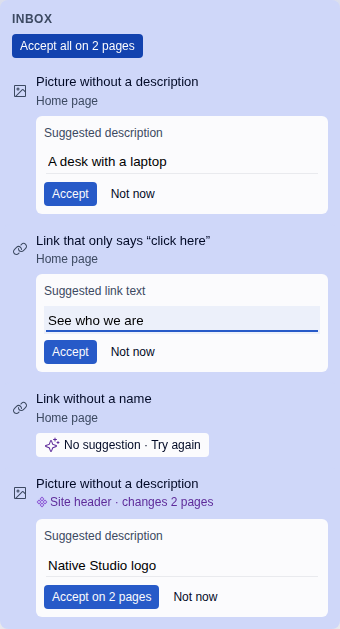 INBOX
Accept all on 2 pages
Picture without a description
Home page
Suggested description
A desk with a laptop
Accept Not now
Link that only says “click here”
Home page
Suggested link text
See who we are
Accept Not now
Link without a name
Home page
No suggestion · Try again
Picture without a description
Site header · changes 2 pages
Suggested description
Native Studio logo
Accept on 2 pages Not now